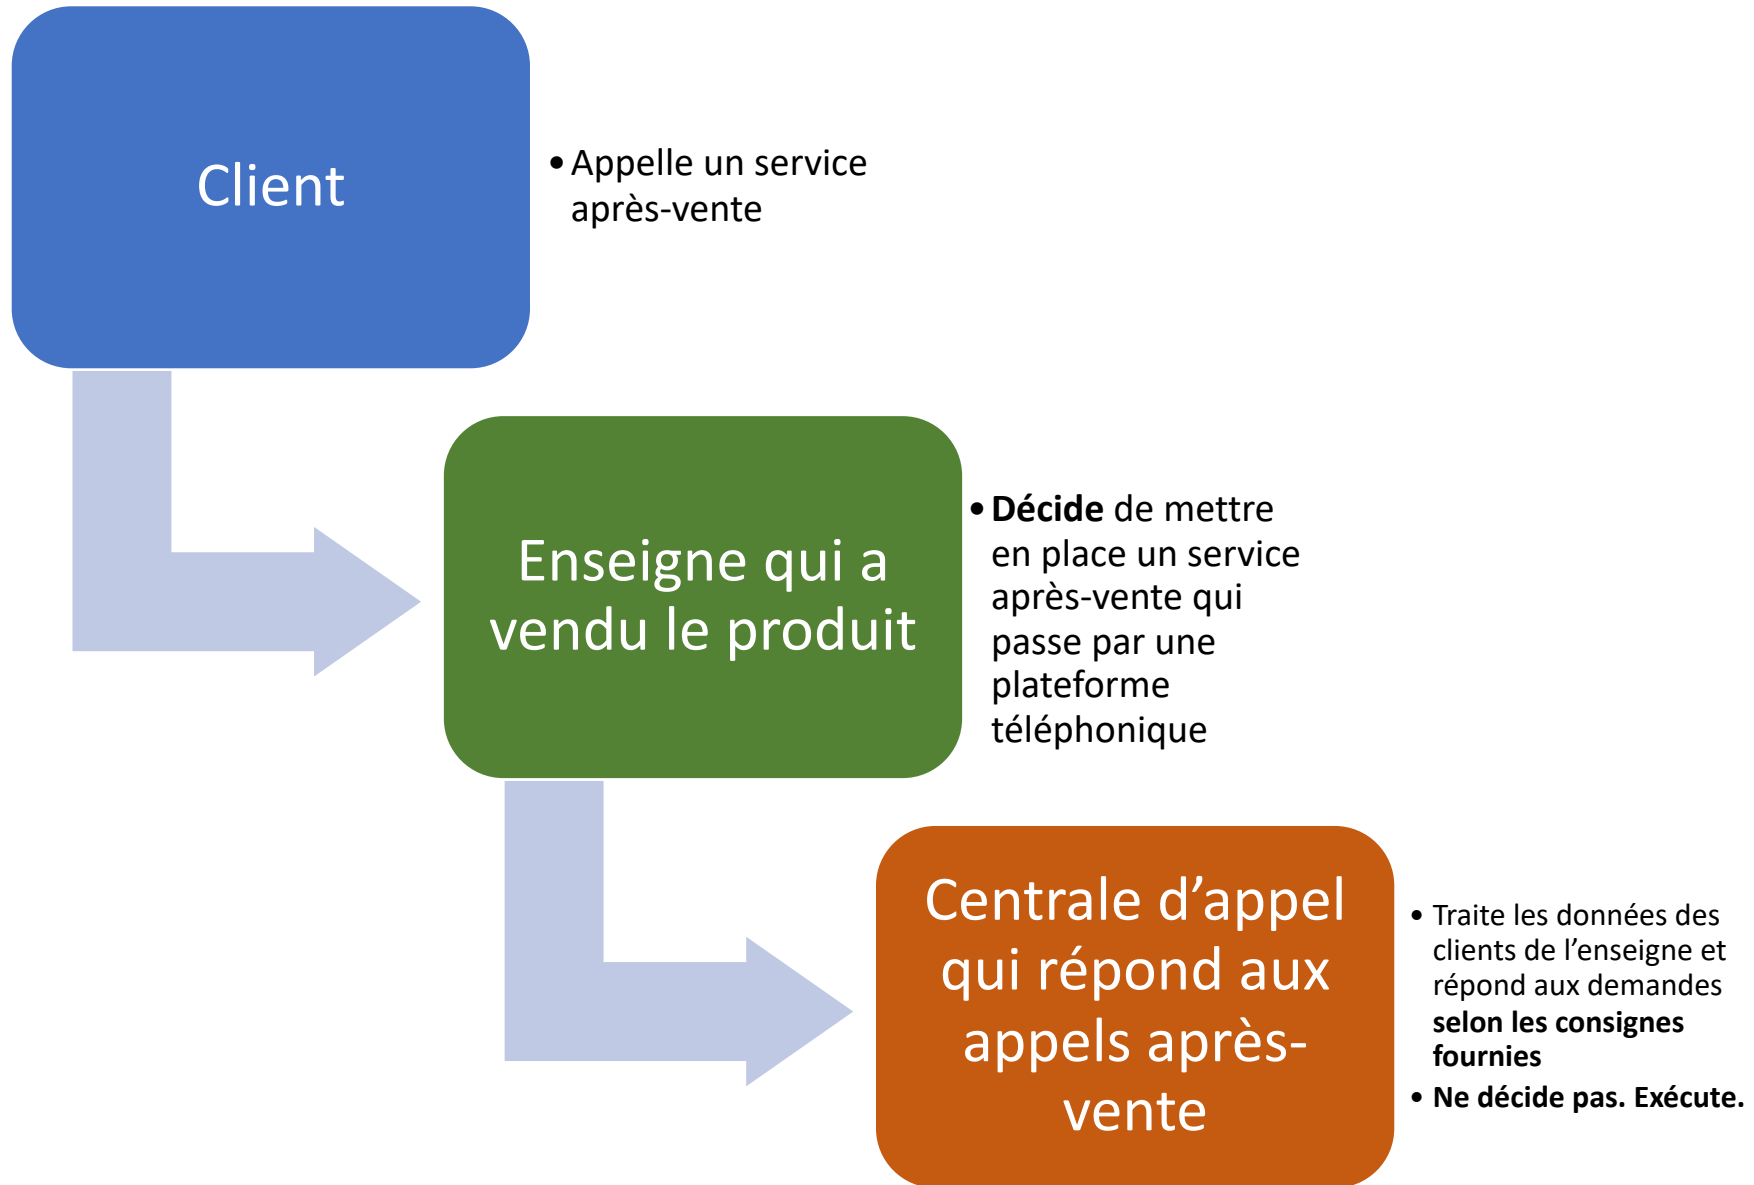 Client
• Appelle un service
après-vente
Enseigne qui a
vendu le produit
• Décide de mettre
en place un service
après-vente qui
passe par une
plateforme
téléphonique
Centrale d’appel
qui répond aux
appels après-
vente
• Traite les données des
clients de l’enseigne et
répond aux demandes
selon les consignes
fournies
• Ne décide pas. Exécute.